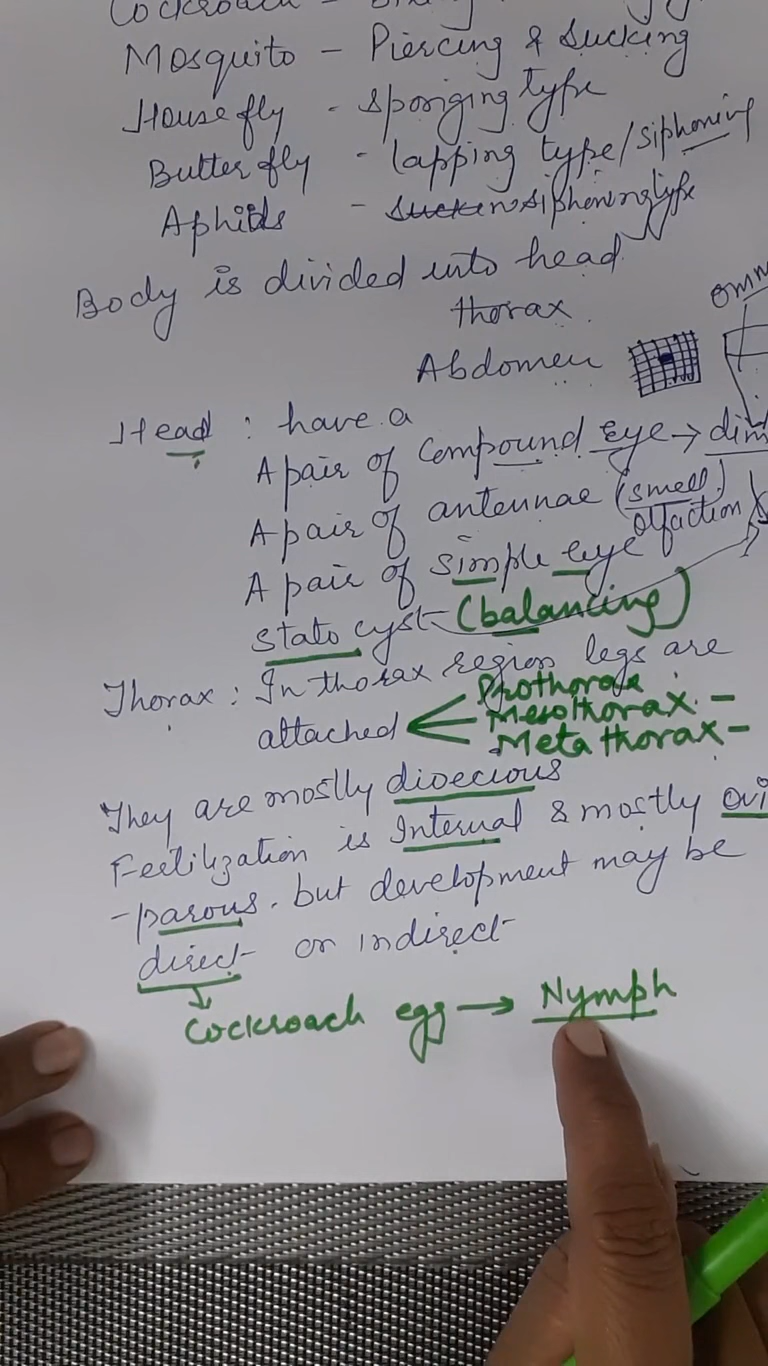 Cockroach -
Mosquito - Piercing & Sucking
Housefly - Sponging type
Butterfly - lapping type/siphoning
Aphids - siphoning type
Body is divided into head
thorax
Abdomen
Head : have a
A pair of compound Eye →
A pair of antennae (smell)
olfaction
A pair of simple eye
Stato cyst - (balancing)
Thorax : In thorax region legs are
attached
Prothorax
Mesothorax -
Meta thorax -
They are mostly dioecious
Fertilization is Internal & mostly ovi
-parous. but development may be
direct or indirect
Cockroach egg → Nymph